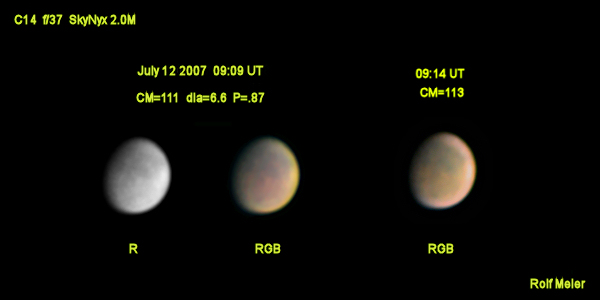 C14 f/37 SkyNyx 2.0M
July 12 2007 09:09 UT
CM=111 dia=6.6 P=.87
09:14 UT
CM=113
R
RGB
RGB
Rolf Meier